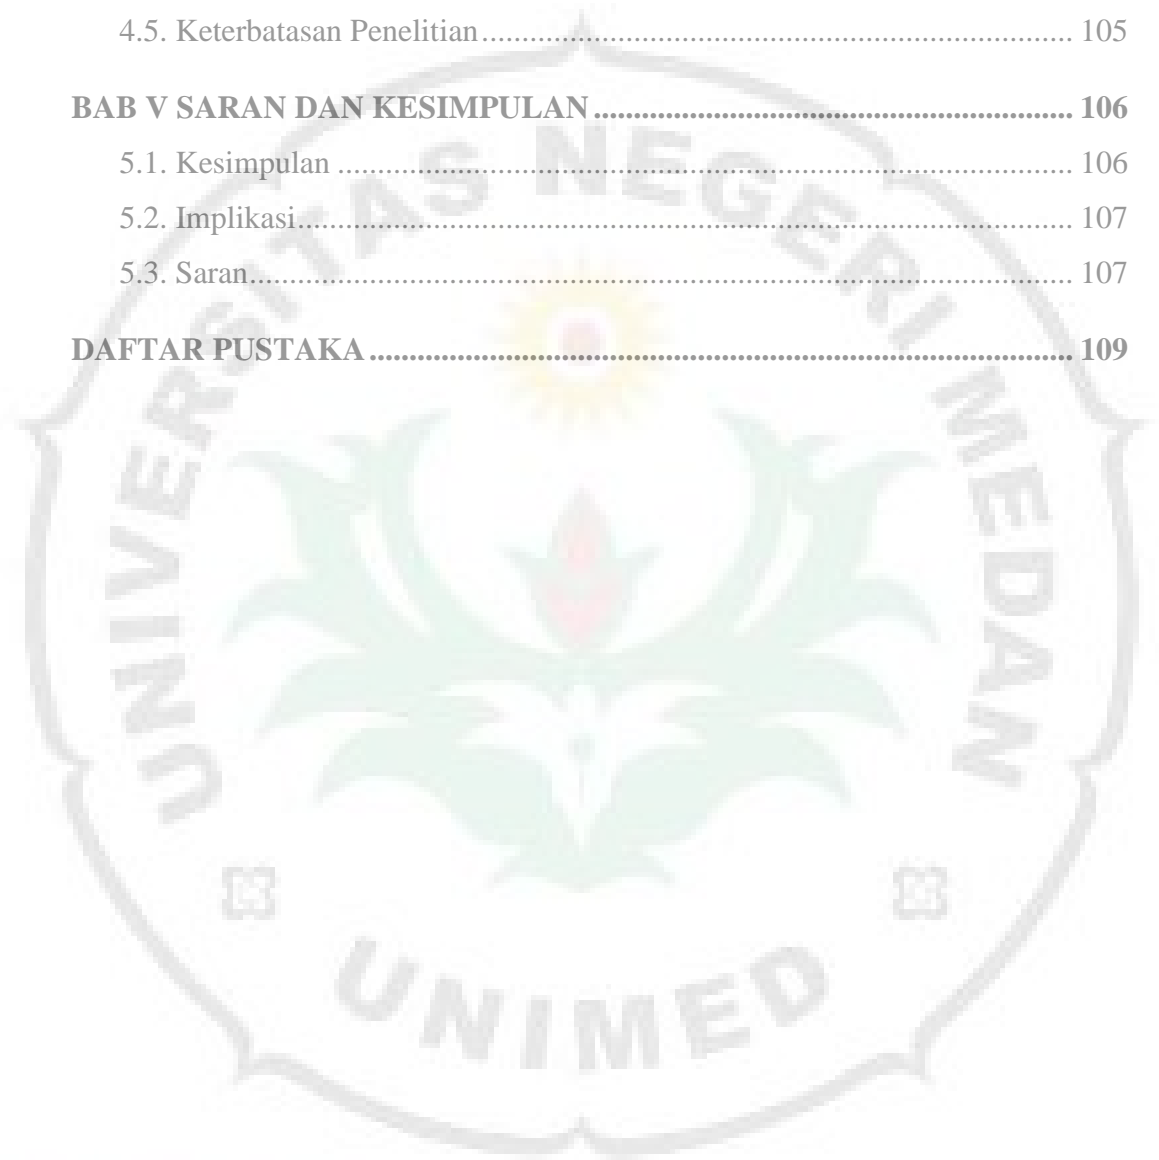 4.5. Keterbatasan Penelitian.......................................................................... 105
BAB V SARAN DAN KESIMPULAN............................................................ 106
5.1. Kesimpulan ........................................................................................... 106
5.2. Implikasi................................................................................................ 107
5.3. Saran...................................................................................................... 107
DAFTAR PUSTAKA........................................................................................ 109
UNIVERSITAS NEGERI MEDAN
UNIMED